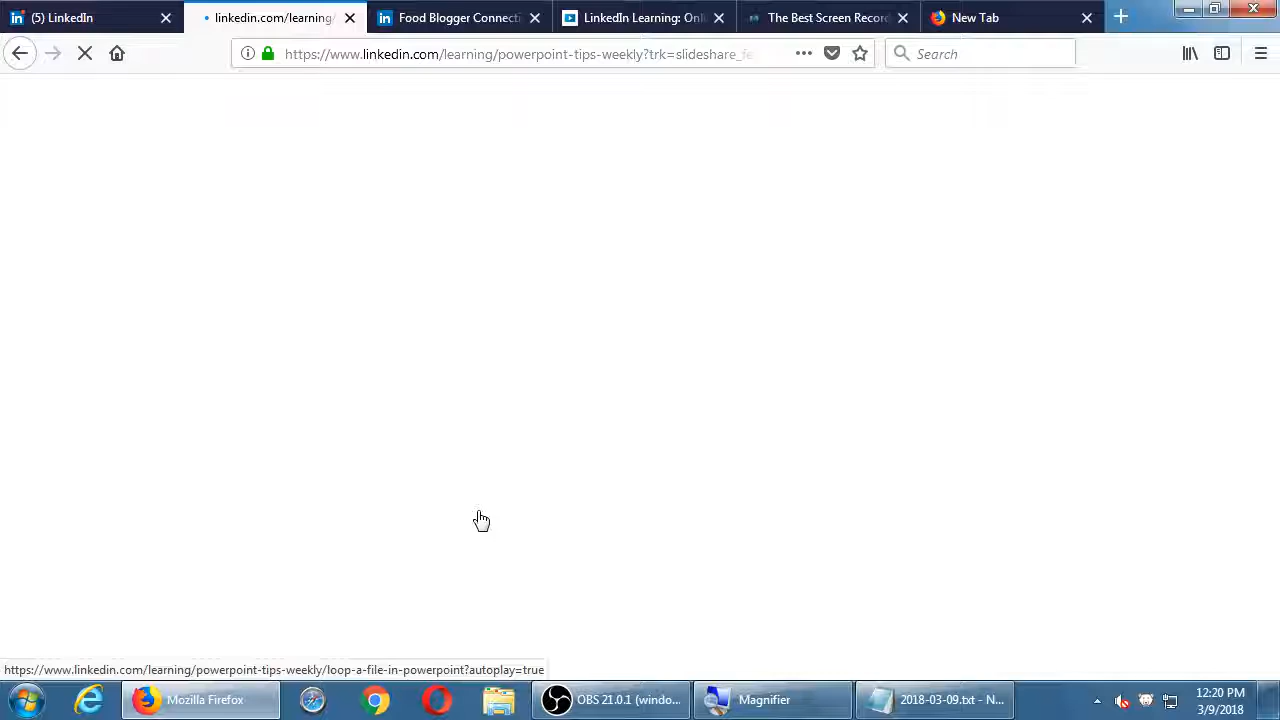 (5) LinkedIn
linkedin.com/learning/
Food Blogger Connecti
LinkedIn Learning: Onl
The Best Screen Record
New Tab
https://www.linkedin.com/learning/powerpoint-tips-weekly?trk=slideshare_fe
Search
https://www.linkedin.com/learning/powerpoint-tips-weekly/loop-a-file-in-powerpoint?autoplay=true
Mozilla Firefox
OBS 21.0.1 (windo...
Magnifier
2018-03-09.txt - N...
12:20 PM
3/9/2018